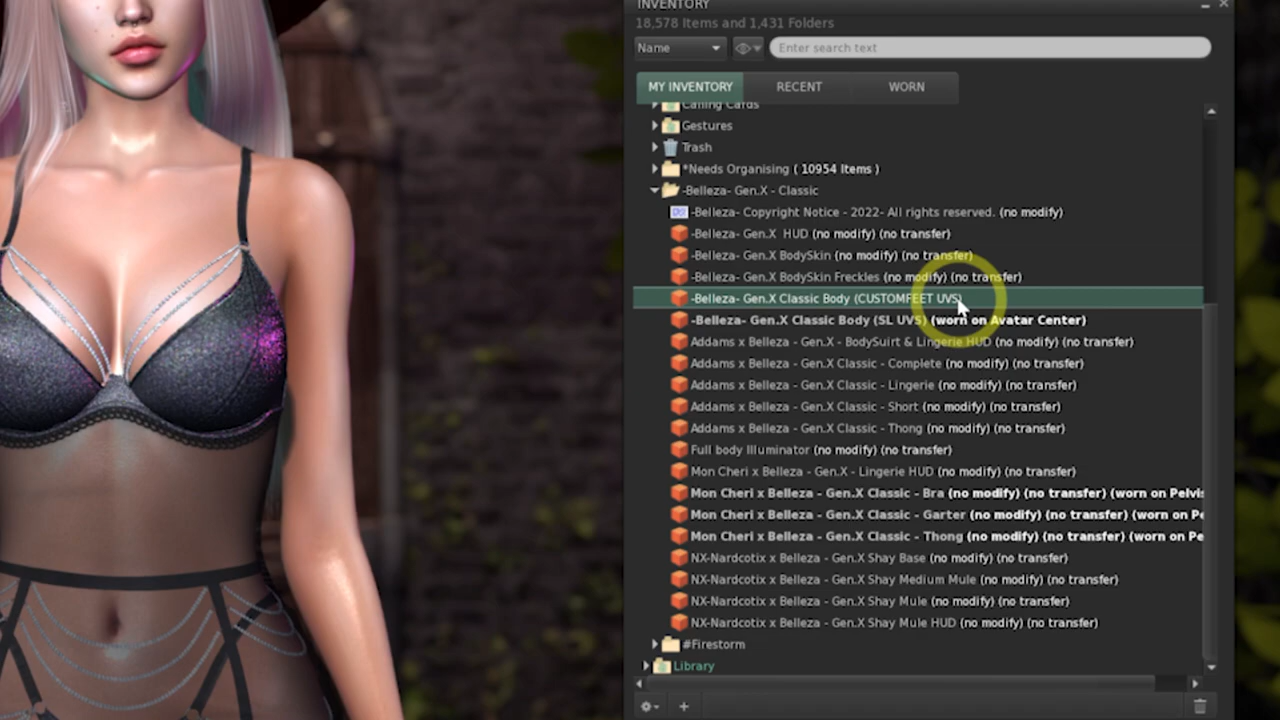 INVENTORY
18,578 Items and 1,431 Folders
Name
Enter search text
MY INVENTORY RECENT WORN
Calling Cards
Gestures
Trash
*Needs Organising ( 10954 Items )
-Belleza- Gen.X - Classic
-Belleza- Copyright Notice - 2022- All rights reserved. (no modify)
-Belleza- Gen.X HUD (no modify) (no transfer)
-Belleza- Gen.X BodySkin (no modify) (no transfer)
-Belleza- Gen.X BodySkin Freckles (no modify) (no transfer)
-Belleza- Gen.X Classic Body (CUSTOMFEET UVS)
-Belleza- Gen.X Classic Body (SL UVS) (worn on Avatar Center)
Addams x Belleza - Gen.X - BodySuirt & Lingerie HUD (no modify) (no transfer)
Addams x Belleza - Gen.X Classic - Complete (no modify) (no transfer)
Addams x Belleza - Gen.X Classic - Lingerie (no modify) (no transfer)
Addams x Belleza - Gen.X Classic - Short (no modify) (no transfer)
Addams x Belleza - Gen.X Classic - Thong (no modify) (no transfer)
Full body Illuminator (no modify) (no transfer)
Mon Cheri x Belleza - Gen.X - Lingerie HUD (no modify) (no transfer)
Mon Cheri x Belleza - Gen.X Classic - Bra (no modify) (no transfer) (worn on Pelvis
Mon Cheri x Belleza - Gen.X Classic - Garter (no modify) (no transfer) (worn on Pe
Mon Cheri x Belleza - Gen.X Classic - Thong (no modify) (no transfer) (worn on Pe
NX-Nardcotix x Belleza - Gen.X Shay Base (no modify) (no transfer)
NX-Nardcotix x Belleza - Gen.X Shay Medium Mule (no modify) (no transfer)
NX-Nardcotix x Belleza - Gen.X Shay Mule (no modify) (no transfer)
NX-Nardcotix x Belleza - Gen.X Shay Mule HUD (no modify) (no transfer)
#Firestorm
Library